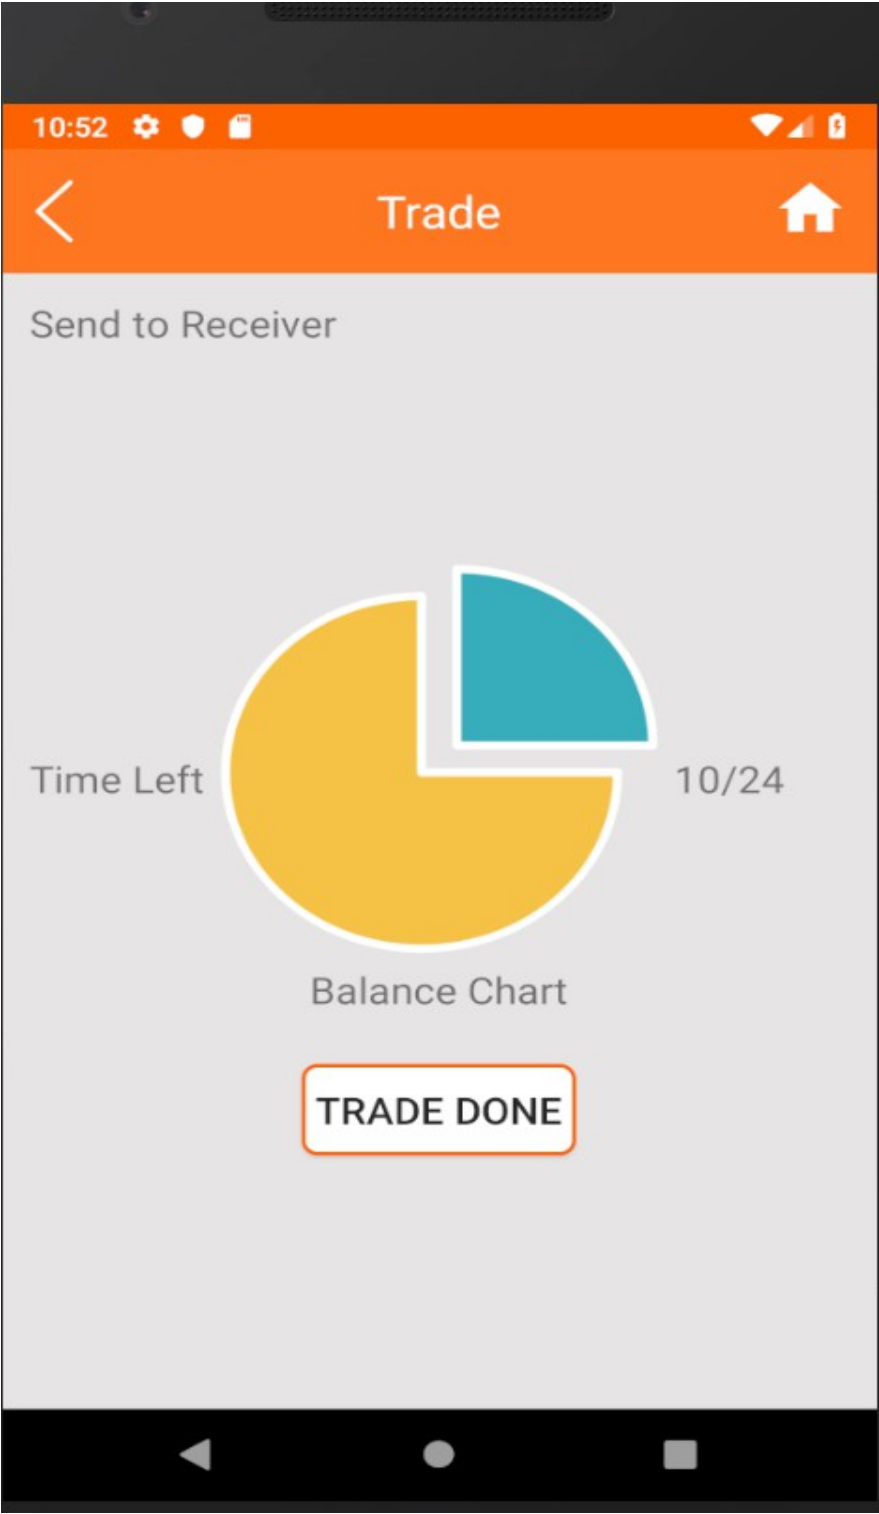 10:52
Trade
Send to Receiver
Time Left
10/24
Balance Chart
TRADE DONE